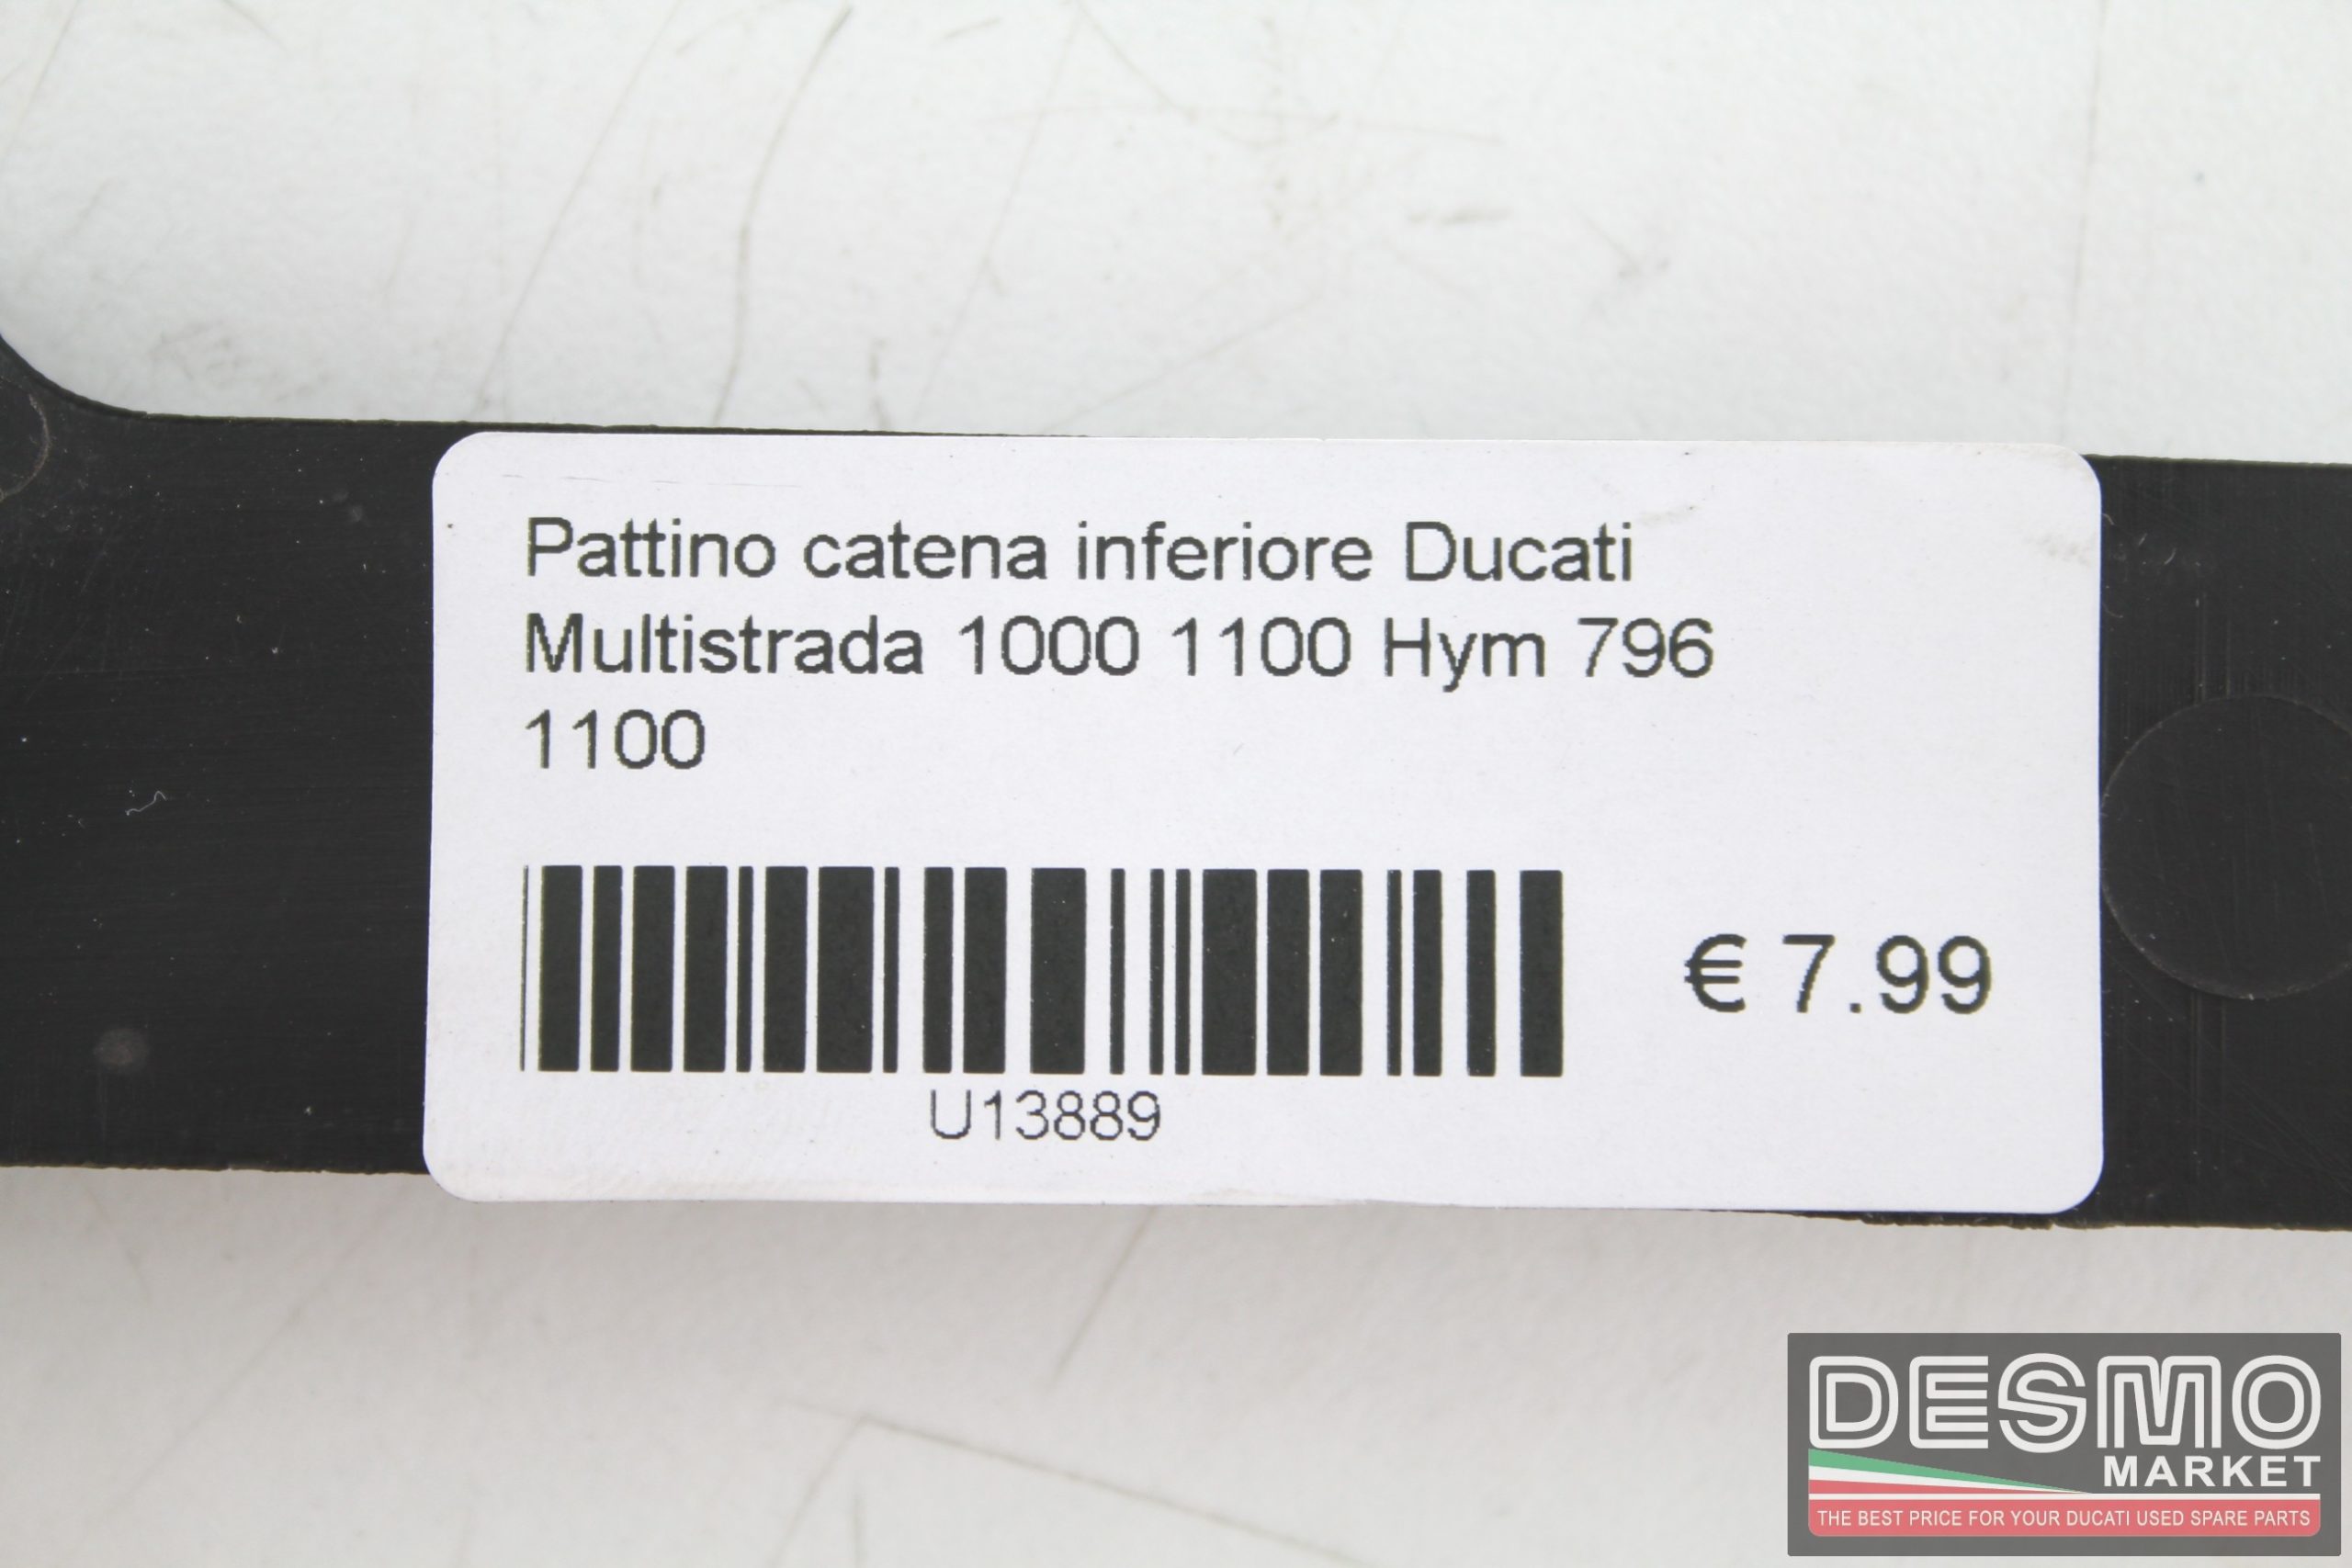 Pattino catena inferiore Ducati
Multistrada 1000 1100 Hym 796
1100
€ 7.99
U13889
DESMO
MARKET
THE BEST PRICE FOR YOUR DUCATI USED SPARE PARTS